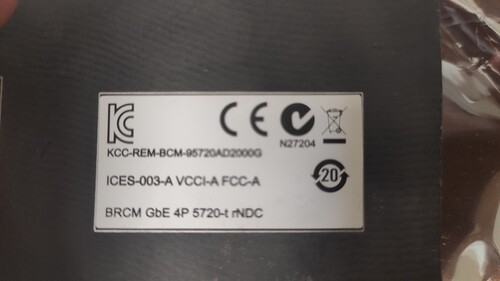 KC
CE
N27204
KCC-REM-BCM-95720AD2000G
ICES-003-A VCCI-A FCC-A
20
BRCM GbE 4P 5720-t rNDC